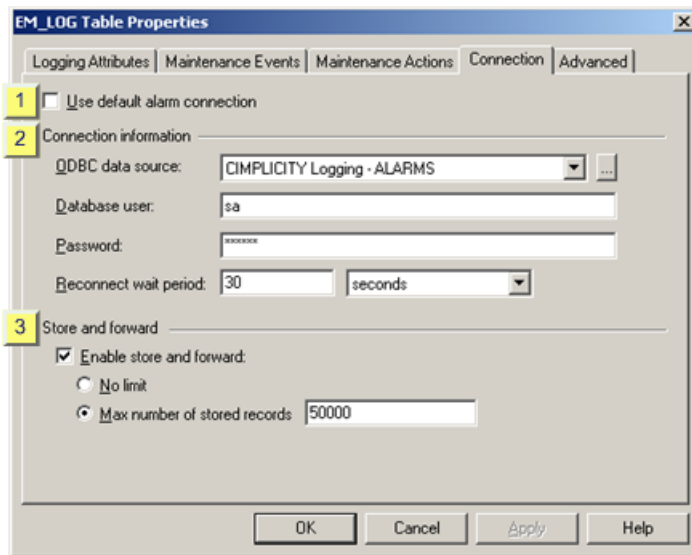 EM_LOG Table Properties
Logging Attributes Maintenance Events Maintenance Actions Connection Advanced
1 Use default alarm connection
2 Connection information
ODBC data source: CIMPLICITY Logging - ALARMS ...
Database user: sa
Password: ******
Reconnect wait period: 30 seconds
3 Store and forward
Enable store and forward:
No limit
Max number of stored records 50000
OK Cancel Apply Help